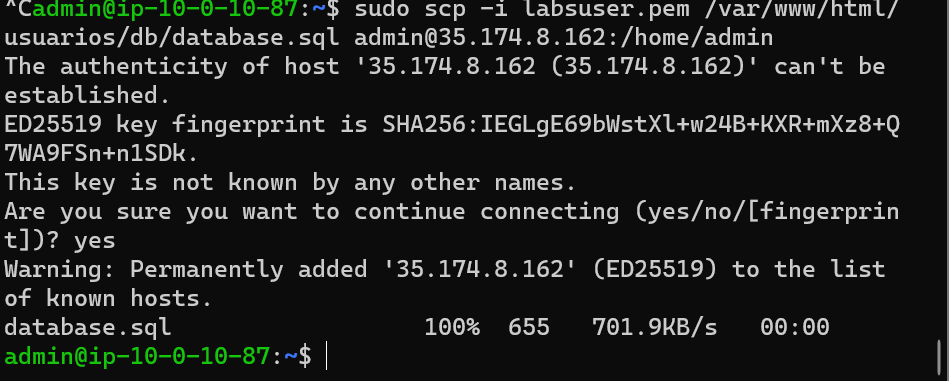 ^Cadmin@ip-10-0-10-87:~$ sudo scp -i labsuser.pem /var/www/html/
usuarios/db/database.sql admin@35.174.8.162:/home/admin
The authenticity of host '35.174.8.162 (35.174.8.162)' can't be
established.
ED25519 key fingerprint is SHA256:IEGLgE69bWstXl+w24B+KXR+mXz8+Q
7WA9FSn+n1SDk.
This key is not known by any other names.
Are you sure you want to continue connecting (yes/no/[fingerprin
t])? yes
Warning: Permanently added '35.174.8.162' (ED25519) to the list
of known hosts.
database.sql                  100%  655   701.9KB/s   00:00
admin@ip-10-0-10-87:~$